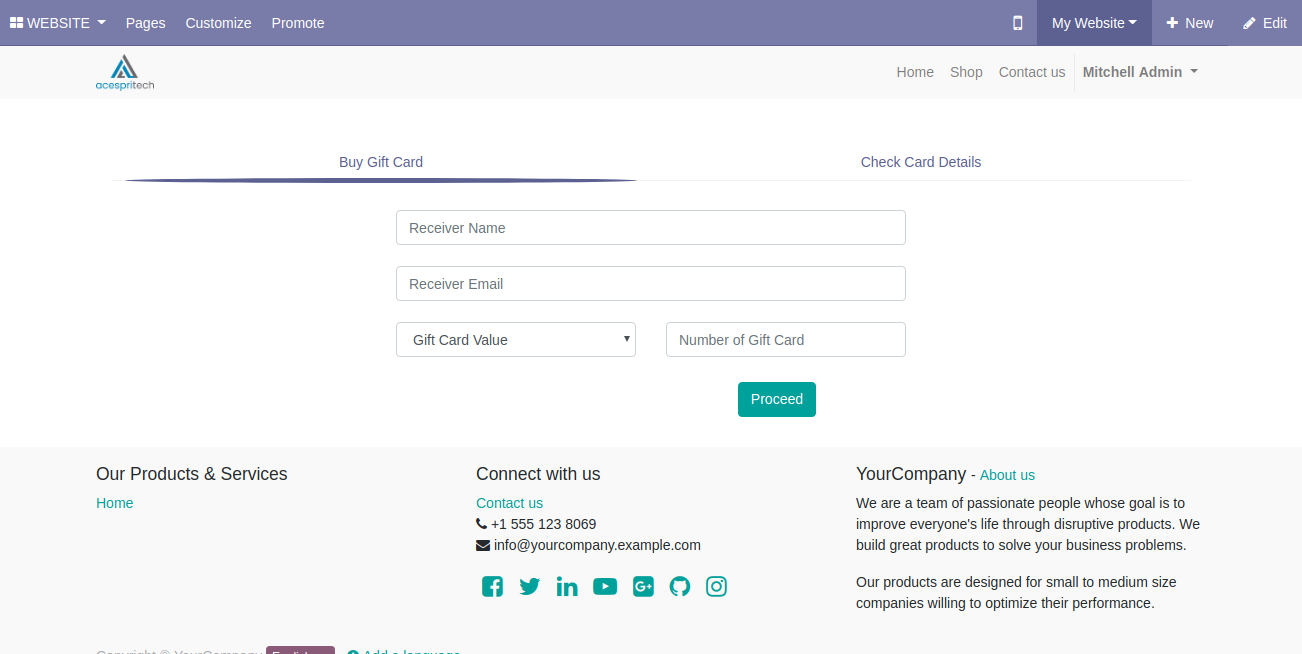 WEBSITE Pages Customize Promote My Website New Edit
acespritech Home Shop Contact us Mitchell Admin
Buy Gift Card Check Card Details
Receiver Name
Receiver Email
Gift Card Value Number of Gift Card
Proceed
Our Products & Services
Home
Connect with us
Contact us
+1 555 123 8069
info@yourcompany.example.com
YourCompany - About us
We are a team of passionate people whose goal is to
improve everyone's life through disruptive products. We
build great products to solve your business problems.
Our products are designed for small to medium size
companies willing to optimize their performance.
Copyright © YourCompany English Add a language